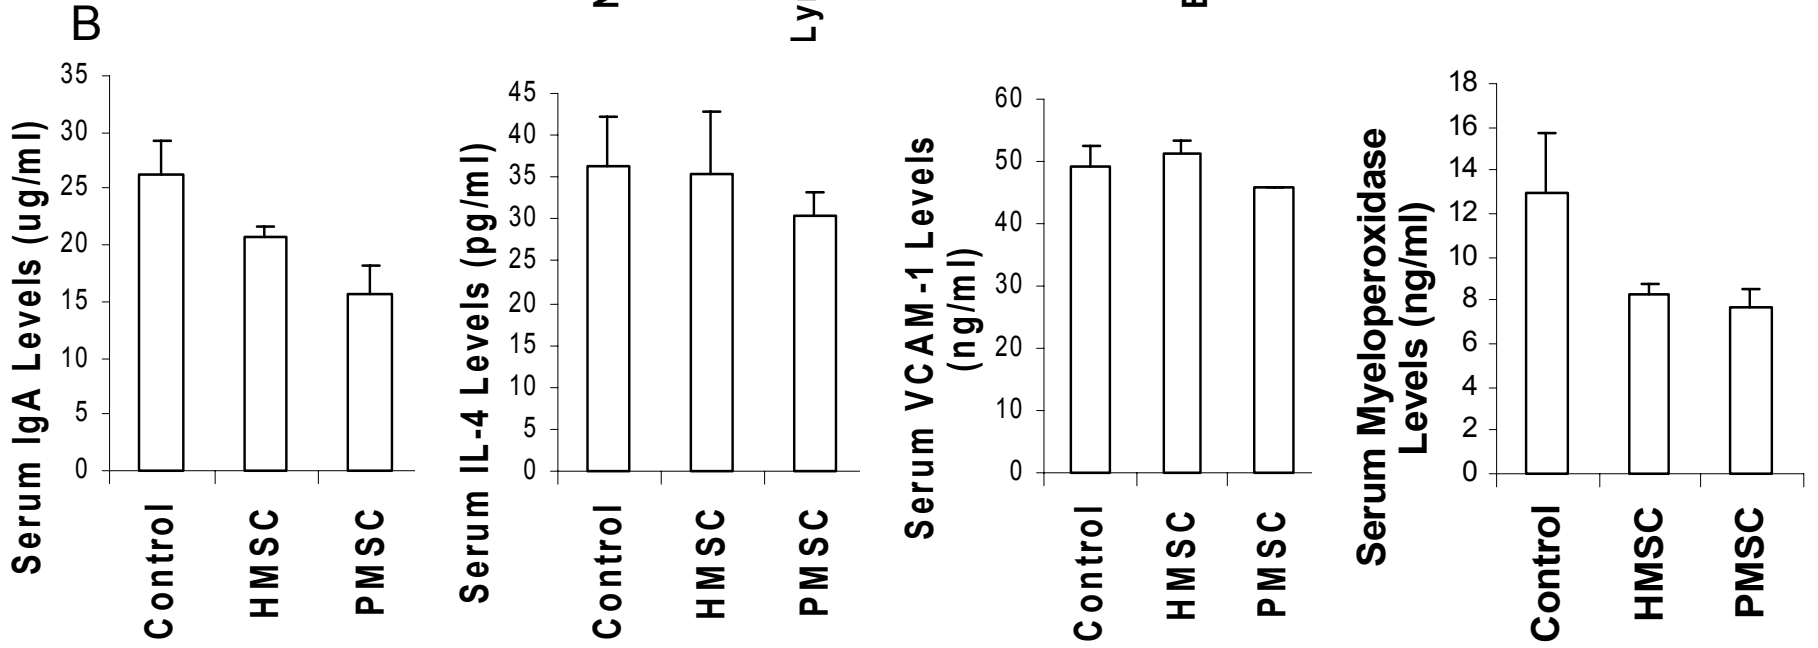 B
Serum IgA Levels (ug/ml)
35
30
25
20
15
10
5
0
Control
HMSC
PMSC
Serum IL-4 Levels (pg/ml)
45
40
35
30
25
20
15
10
5
0
Control
HMSC
PMSC
Serum VCAM-1 Levels
(ng/ml)
60
50
40
30
20
10
0
Control
HMSC
PMSC
Serum Myeloperoxidase
Levels (ng/ml)
18
16
14
12
10
8
6
4
2
0
Control
HMSC
PMSC